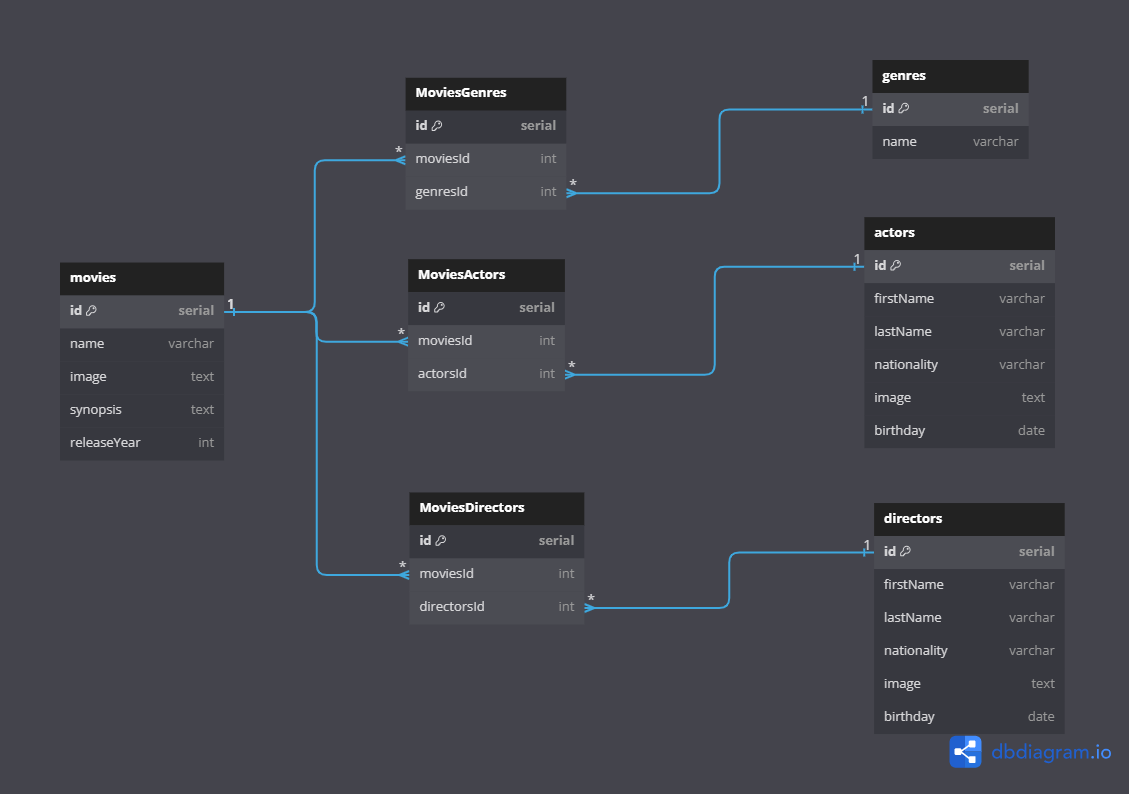 movies
id serial
name varchar
image text
synopsis text
releaseYear int
1
MoviesGenres
id serial
* moviesId int
genresId int *
MoviesActors
id serial
* moviesId int
actorsId int *
MoviesDirectors
id serial
* moviesId int
directorsId int *
genres
1 id serial
name varchar
actors
1 id serial
firstName varchar
lastName varchar
nationality varchar
image text
birthday date
directors
1 id serial
firstName varchar
lastName varchar
nationality varchar
image text
birthday date
dbdiagram.io